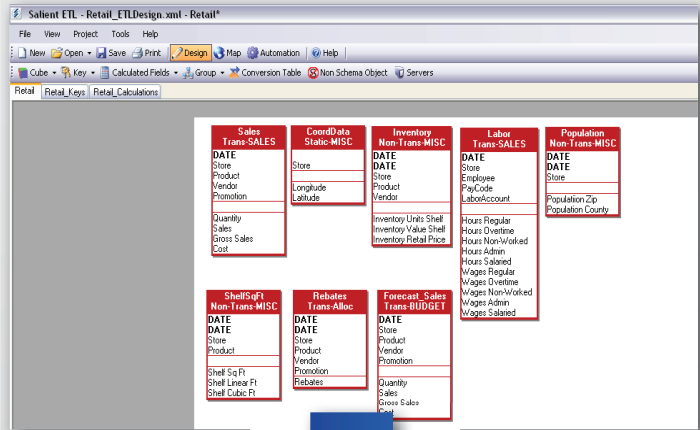 Salient ETL - Retail_ETLDesign.xml - Retail*
File View Project Tools Help
New Open Save Print Design Map Automation Help
Cube Key Calculated Fields Group Conversion Table Non Schema Object Servers
Retail Retail_Keys Retail_Calculations
Sales
Trans-SALES
DATE
Store
Product
Vendor
Promotion
Quantity
Sales
Gross Sales
Cost
CoordData
Static-MISC
Store
Longitude
Latitude
Inventory
Non-Trans-MISC
DATE
DATE
Store
Product
Vendor
Inventory Units Shelf
Inventory Value Shelf
Inventory Retail Price
Labor
Trans-SALES
DATE
Store
Employee
PayCode
LaborAccount
Hours Regular
Hours Overtime
Hours Non-Worked
Hours Admin
Hours Salaried
Wages Regular
Wages Overtime
Wages Non-Worked
Wages Admin
Wages Salaried
Population
Non-Trans-MISC
DATE
DATE
Store
Population Zip
Population County
ShelfSqFt
Non-Trans-MISC
DATE
DATE
Store
Product
Shelf Sq Ft
Shelf Linear Ft
Shelf Cubic Ft
Rebates
Trans-Alloc
DATE
DATE
Store
Product
Vendor
Promotion
Rebates
Forecast_Sales
Trans-BUDGET
DATE
DATE
Store
Product
Vendor
Promotion
Quantity
Sales
Gross Sales
Cost